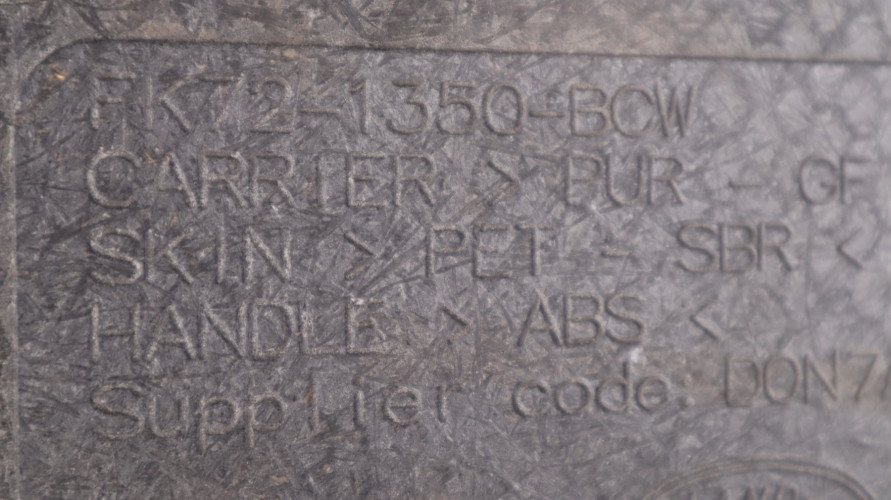 FK72-1350-BCW
CARRIER > PUR - GF
SKIN > PET - SBR <
HANDLE > ABS <
Supplier code: DON7